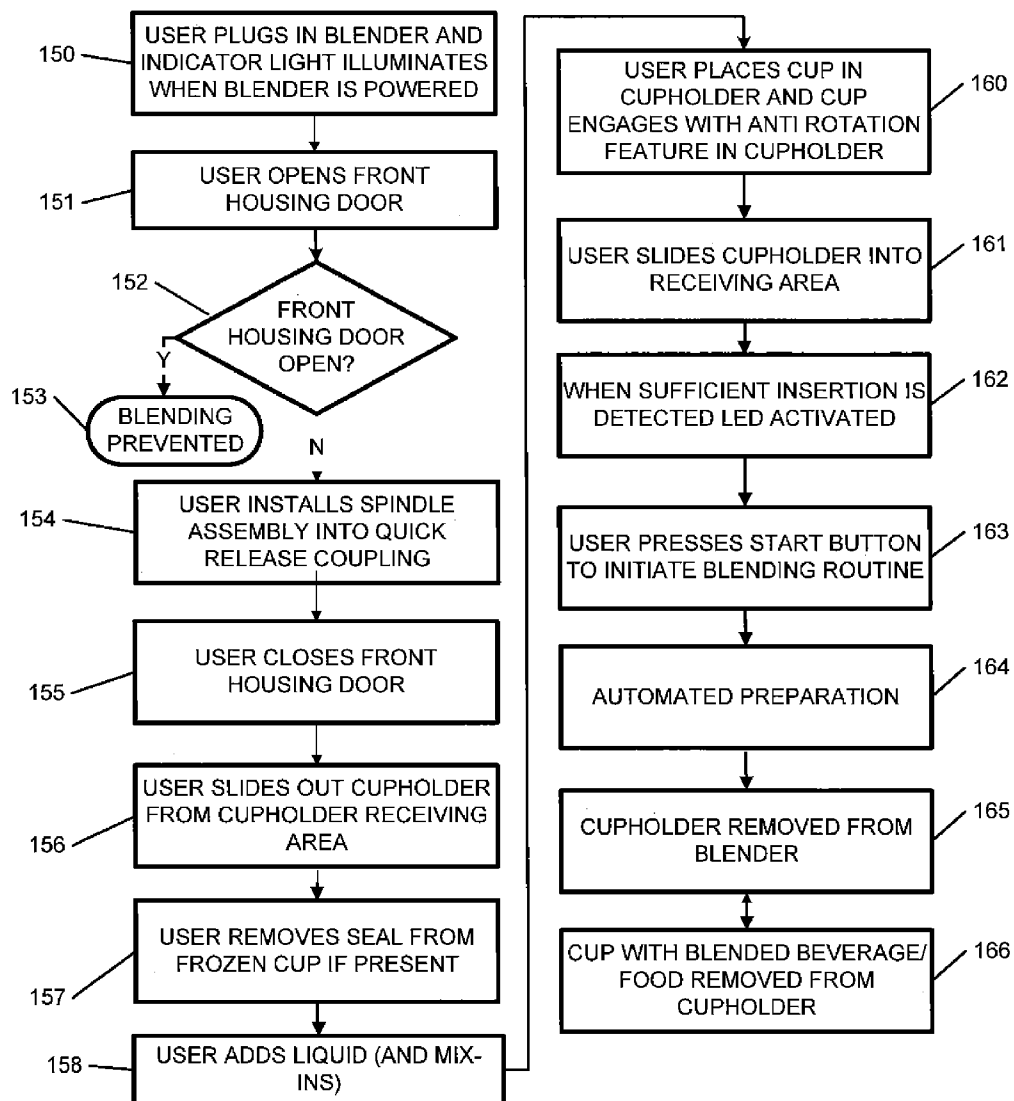 150
USER PLUGS IN BLENDER AND
INDICATOR LIGHT ILLUMINATES
WHEN BLENDER IS POWERED
151
USER OPENS FRONT
HOUSING DOOR
152
FRONT
HOUSING DOOR
OPEN?
Y
153
BLENDING
PREVENTED
N
154
USER INSTALLS SPINDLE
ASSEMBLY INTO QUICK
RELEASE COUPLING
155
USER CLOSES FRONT
HOUSING DOOR
156
USER SLIDES OUT CUPHOLDER
FROM CUPHOLDER RECEIVING
AREA
157
USER REMOVES SEAL FROM
FROZEN CUP IF PRESENT
158
USER ADDS LIQUID (AND MIX-
INS)
USER PLACES CUP IN
CUPHOLDER AND CUP
ENGAGES WITH ANTI ROTATION
FEATURE IN CUPHOLDER
160
USER SLIDES CUPHOLDER INTO
RECEIVING AREA
161
WHEN SUFFICIENT INSERTION IS
DETECTED LED ACTIVATED
162
USER PRESSES START BUTTON
TO INITIATE BLENDING ROUTINE
163
AUTOMATED PREPARATION
164
CUPHOLDER REMOVED FROM
BLENDER
165
CUP WITH BLENDED BEVERAGE/
FOOD REMOVED FROM
CUPHOLDER
166